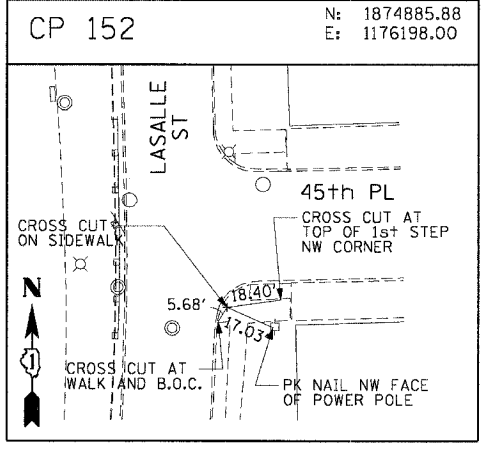 CP 152
N: 1874885.88
E: 1176198.00
LASALLE
ST
45th PL
CROSS CUT
ON SIDEWALK
CROSS CUT AT
TOP OF 1st STEP
NW CORNER
N
5.68'
18.40'
17.03'
1
CROSS CUT AT
WALK AND B.O.C.
PK NAIL NW FACE
OF POWER POLE